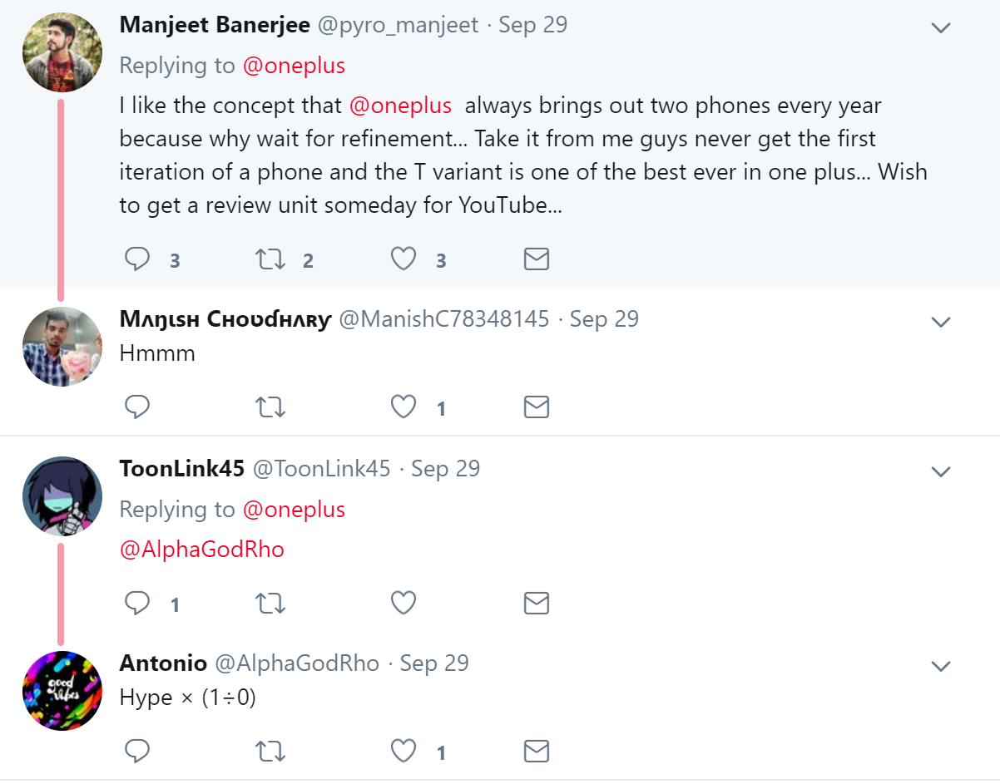 Manjeet Banerjee @pyro_manjeet · Sep 29
Replying to @oneplus
I like the concept that @oneplus always brings out two phones every year
because why wait for refinement... Take it from me guys never get the first
iteration of a phone and the T variant is one of the best ever in one plus... Wish
to get a review unit someday for YouTube...
3 2 3
Mʌŋιѕн Cнoυɗнʌʀy @ManishC78348145 · Sep 29
Hmmm
1
ToonLink45 @ToonLink45 · Sep 29
Replying to @oneplus
@AlphaGodRho
1
good
vibes
Antonio @AlphaGodRho · Sep 29
Hype × (1÷0)
1